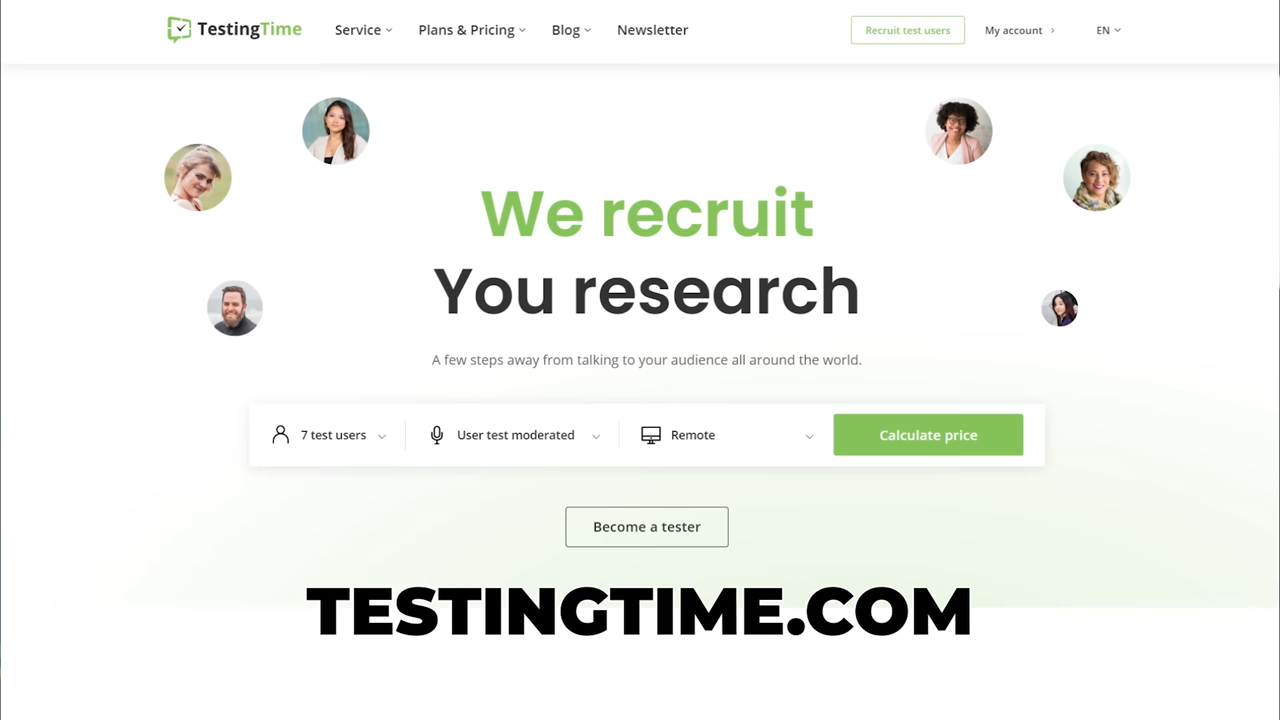 TestingTime
Service
Plans & Pricing
Blog
Newsletter
Recruit test users
My account
EN
We recruit
You research
A few steps away from talking to your audience all around the world.
7 test users
User test moderated
Remote
Calculate price
Become a tester
TESTINGTIME.COM